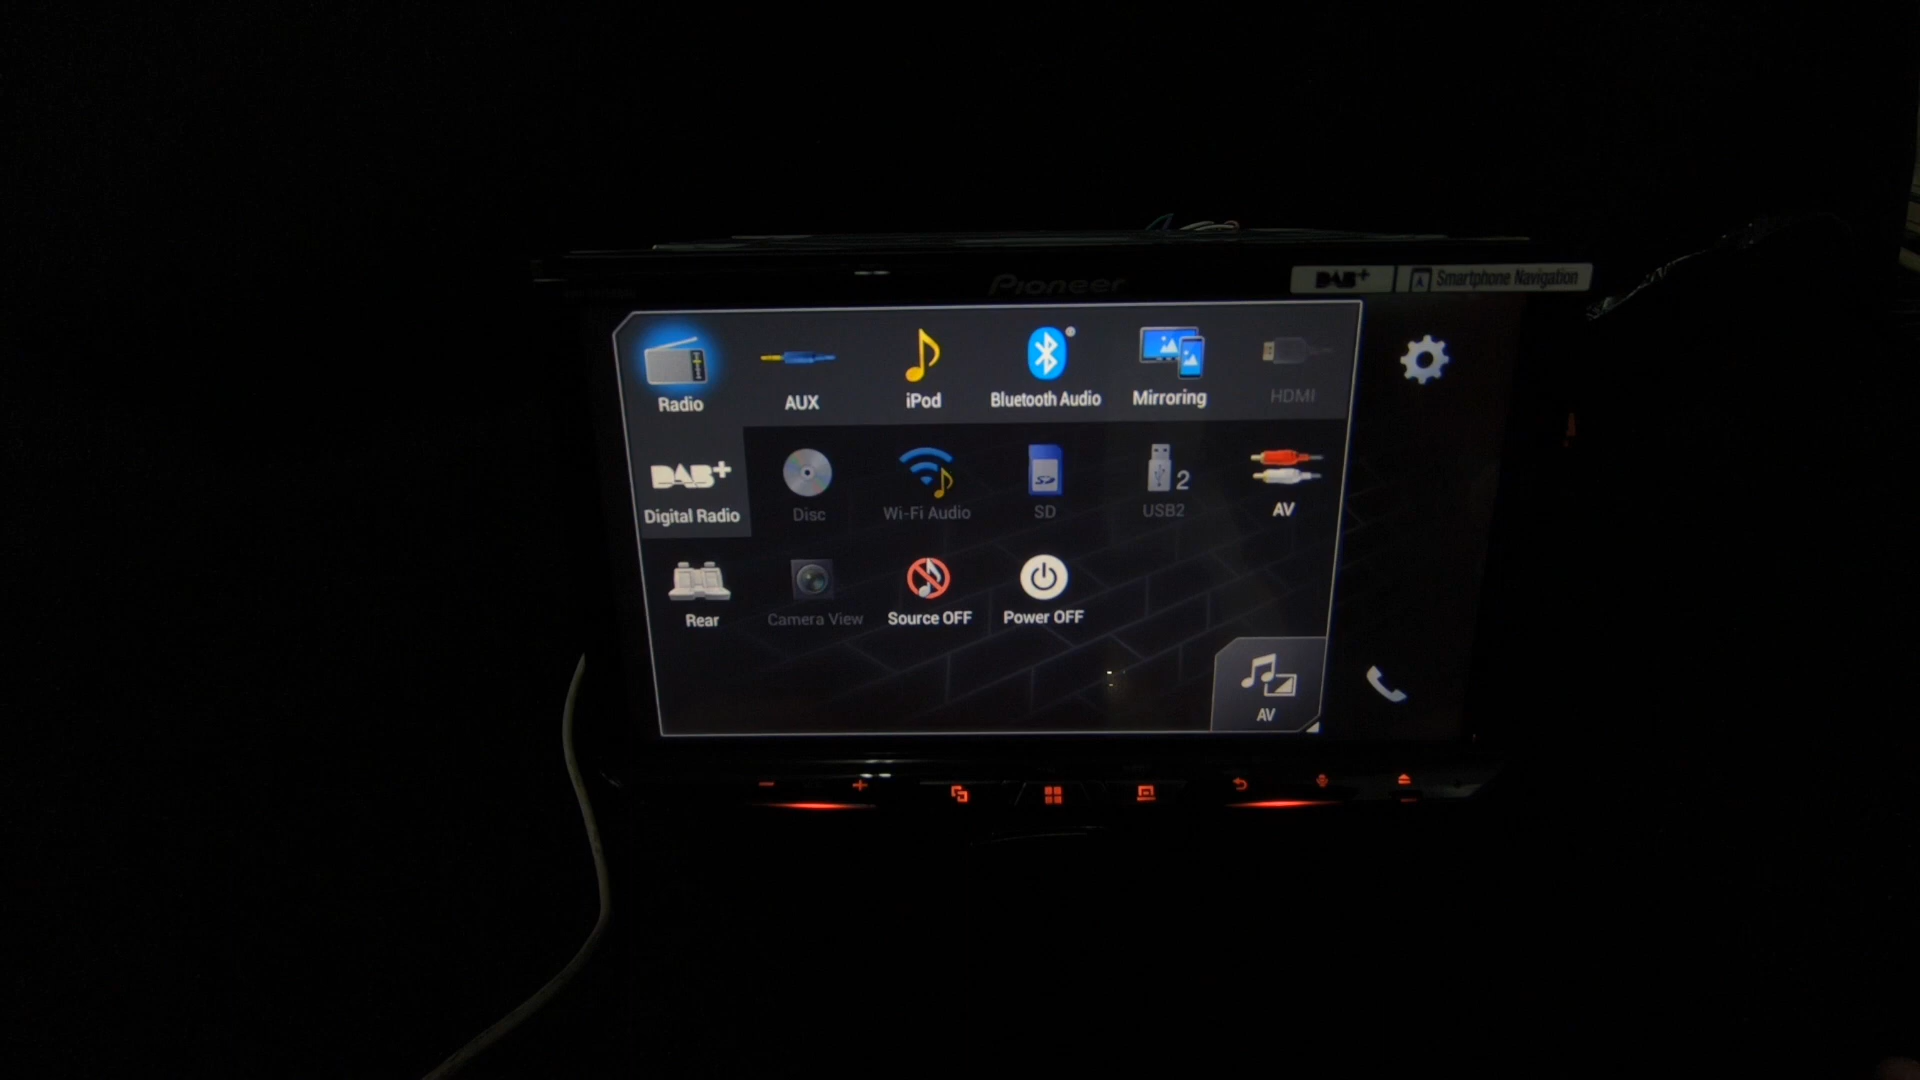 Pioneer
DAB+
Smartphone Navigation
Radio
AUX
iPod
Bluetooth Audio
Mirroring
HDMI
DAB+
Digital Radio
Disc
Wi-Fi Audio
SD
2
USB2
AV
Rear
Camera View
Source OFF
Power OFF
AV